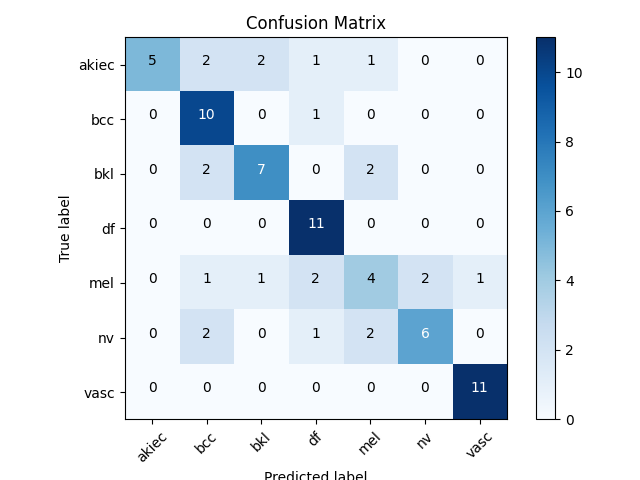 Confusion Matrix
akiec 5 2 2 1 1 0 0
bcc 0 10 0 1 0 0 0
bkl 0 2 7 0 2 0 0
df 0 0 0 11 0 0 0
mel 0 1 1 2 4 2 1
nv 0 2 0 1 2 6 0
vasc 0 0 0 0 0 0 11
akiec bcc bkl df mel nv vasc
True label
Predicted label
10
8
6
4
2
0